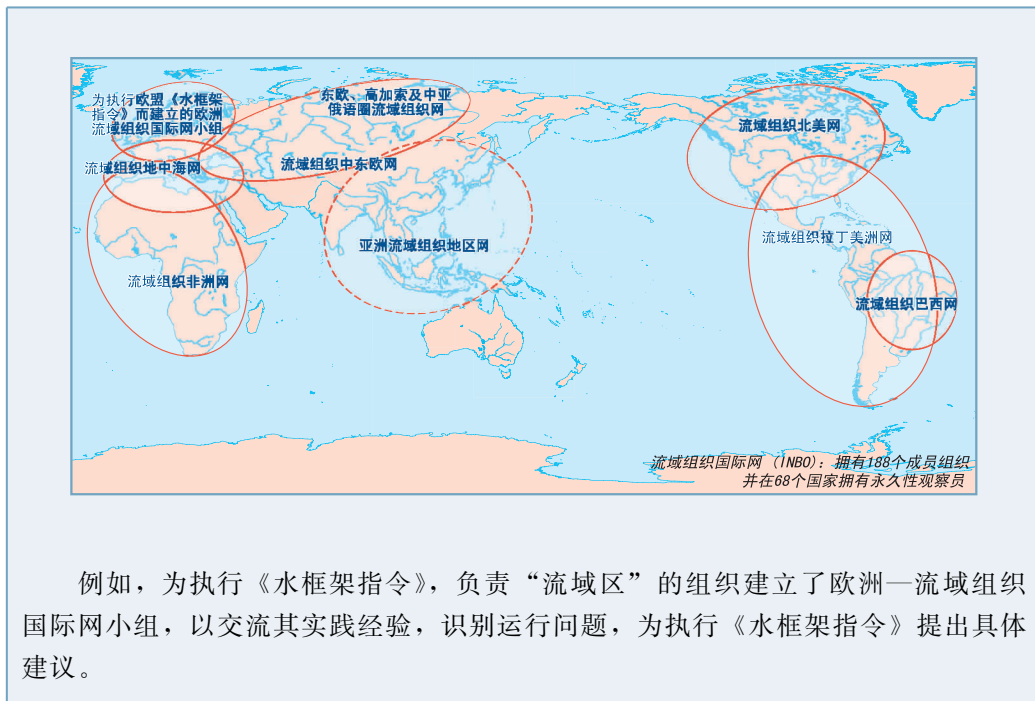 为执行欧盟《水框架
指令》而建立的欧洲
流域组织国际网小组
东欧、高加索及中亚
俄语圈流域组织网
流域组织北美网
流域组织地中海网
流域组织中东欧网
流域组织拉丁美洲网
亚洲流域组织地区网
流域组织非洲网
流域组织巴西网
流域组织国际网 (INBO): 拥有188个成员组织
并在68个国家拥有永久性观察员
例如，为执行《水框架指令》，负责“流域区”的组织建立了欧洲—流域组织
国际网小组，以交流其实践经验，识别运行问题，为执行《水框架指令》提出具体
建议。